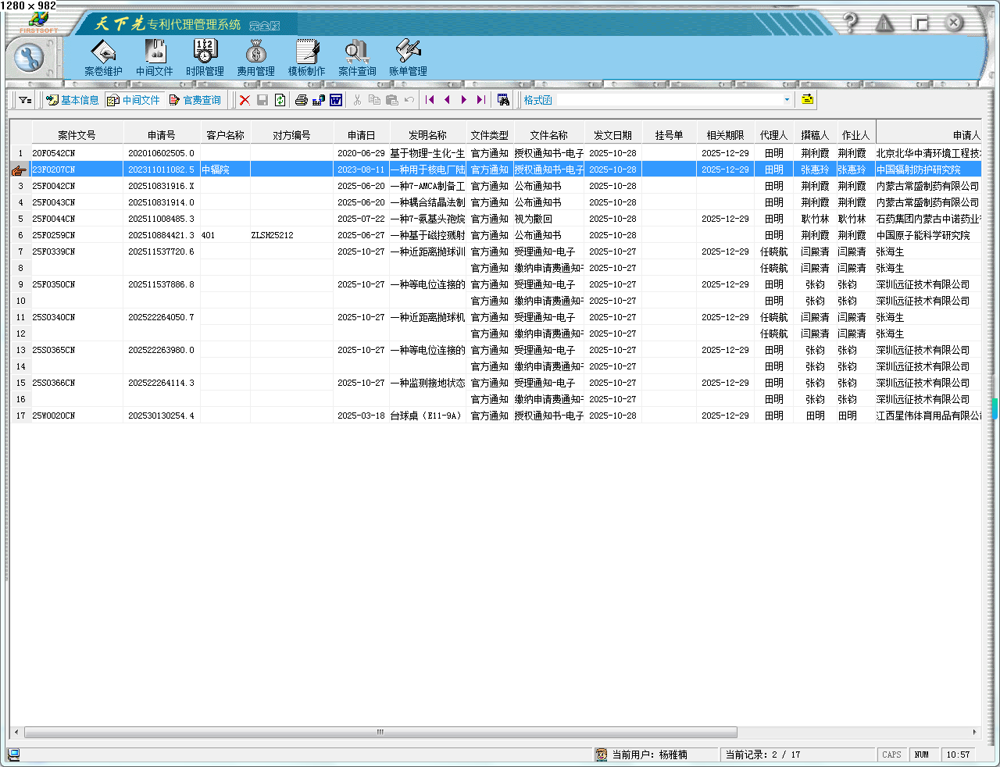 1280 × 982
FIRSTSOFT
天下先专利代理管理系统 完全版
案卷维护 中间文件 时限管理 费用管理 模板制作 案件查询 账单管理
基本信息 中间文件 官费查询 格式函
案件文号 申请号 客户名称 对方编号 申请日 发明名称 文件类型 文件名称 发文日期 挂号单 相关期限 代理人 撰稿人 作业人 申请人
1 20F0542CN 202010602505.0 2020-06-29 基于物理-生化-生 官方通知 授权通知书-电子 2025-10-28 2025-12-29 田明 荆利霞 荆利霞 北京北华中清环境工程技
23F0207CN 202311011082.5 中辐院 2023-08-11 一种用于核电厂陆 官方通知 授权通知书-电子 2025-10-28 2025-12-29 田明 张惠玲 张惠玲 中国辐射防护研究院
3 25F0042CN 202510831916.X 2025-06-20 一种7-AMCA制备工 官方通知 公布通知书 2025-10-28 田明 荆利霞 荆利霞 内蒙古常盛制药有限公司
4 25F0043CN 202510831914.0 2025-06-20 一种耦合结晶法制 官方通知 公布通知书 2025-10-28 田明 荆利霞 荆利霞 内蒙古常盛制药有限公司
5 25F0044CN 202511008485.3 2025-07-22 一种7-氨基头孢烷 官方通知 视为撤回 2025-10-28 2025-12-29 田明 耿竹林 耿竹林 石药集团内蒙古中诺药业
6 25F0259CN 202510884421.3 401 ZLSH25212 2025-06-27 一种基于磁控溅射 官方通知 公布通知书 2025-10-28 田明 荆利霞 荆利霞 中国原子能科学研究院
7 25F0339CN 202511537720.6 2025-10-27 一种近距离抛球训 官方通知 受理通知-电子 2025-10-27 2025-12-29 任晓航 闫殿清 闫殿清 张海生
8 官方通知 缴纳申请费通知 2025-10-27 任晓航 闫殿清 闫殿清 张海生
9 25F0350CN 202511537886.8 2025-10-27 一种等电位连接的 官方通知 受理通知-电子 2025-10-27 2025-12-29 田明 张钧 张钧 深圳远征技术有限公司
10 官方通知 缴纳申请费通知 2025-10-27 田明 张钧 张钧 深圳远征技术有限公司
11 25S0340CN 202522264050.7 2025-10-27 一种近距离抛球机 官方通知 受理通知-电子 2025-10-27 2025-12-29 任晓航 闫殿清 闫殿清 张海生
12 官方通知 缴纳申请费通知 2025-10-27 任晓航 闫殿清 闫殿清 张海生
13 25S0365CN 202522263980.0 2025-10-27 一种等电位连接的 官方通知 受理通知-电子 2025-10-27 2025-12-29 田明 张钧 张钧 深圳远征技术有限公司
14 官方通知 缴纳申请费通知 2025-10-27 田明 张钧 张钧 深圳远征技术有限公司
15 25S0366CN 202522264114.3 2025-10-27 一种监测接地状态 官方通知 受理通知-电子 2025-10-27 2025-12-29 田明 张钧 张钧 深圳远征技术有限公司
16 官方通知 缴纳申请费通知 2025-10-27 田明 张钧 张钧 深圳远征技术有限公司
17 25W0020CN 202530130254.4 2025-03-18 台球桌（E11-9A） 官方通知 授权通知书-电子 2025-10-28 2025-12-29 田明 田明 田明 江西星伟体育用品有限公
当前用户：杨雅楠 当前记录：2 / 17 CAPS NUM 10:57